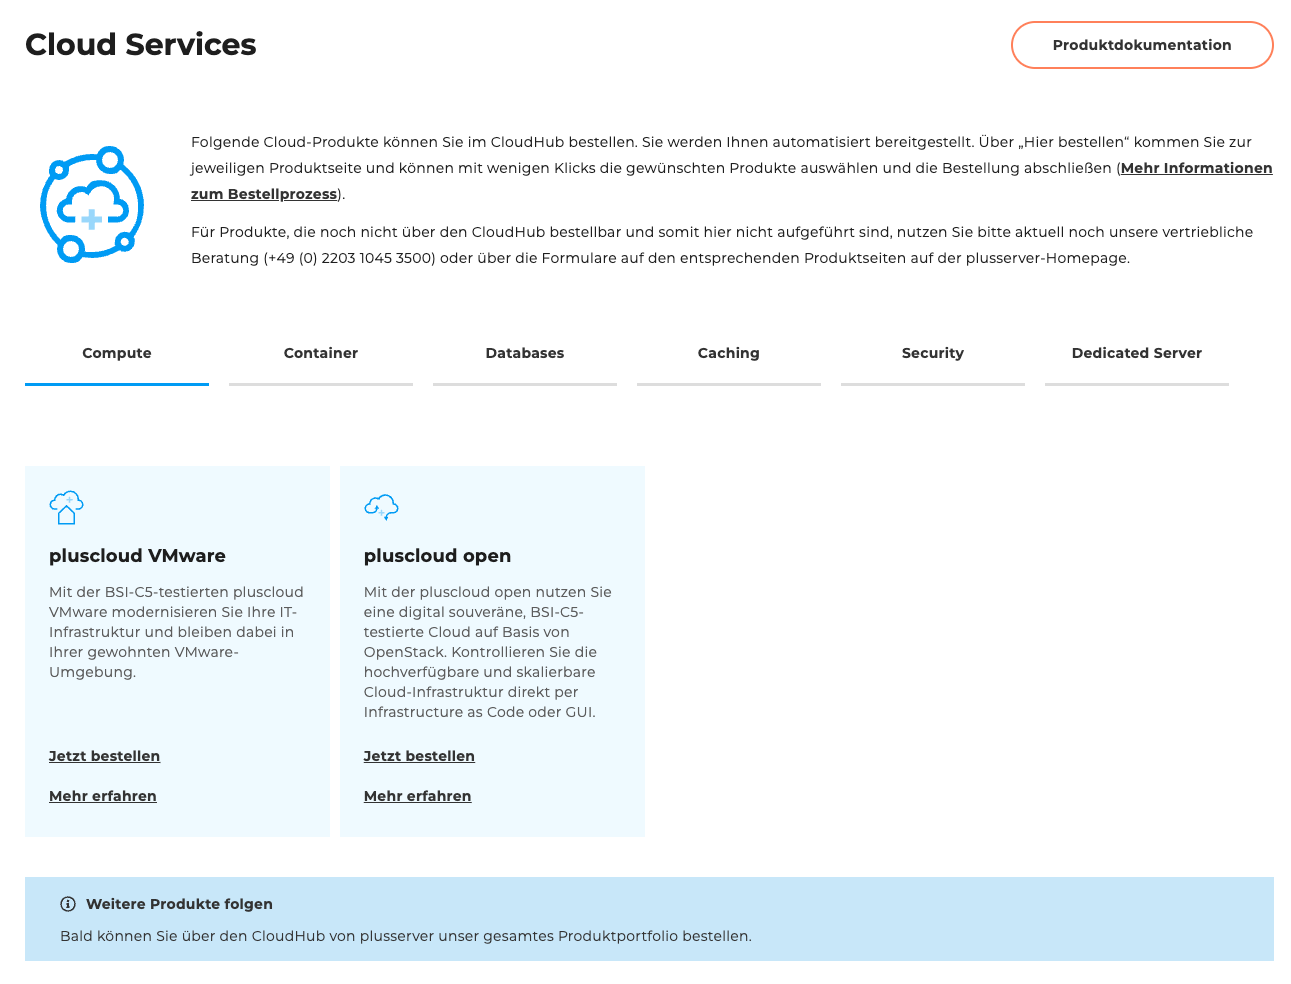 Cloud Services
Produktdokumentation
Folgende Cloud-Produkte können Sie im CloudHub bestellen. Sie werden Ihnen automatisiert bereitgestellt. Über „Hier bestellen“ kommen Sie zur
jeweiligen Produktseite und können mit wenigen Klicks die gewünschten Produkte auswählen und die Bestellung abschließen (Mehr Informationen
zum Bestellprozess).
Für Produkte, die noch nicht über den CloudHub bestellbar und somit hier nicht aufgeführt sind, nutzen Sie bitte aktuell noch unsere vertriebliche
Beratung (+49 (0) 2203 1045 3500) oder über die Formulare auf den entsprechenden Produktseiten auf der plusserver-Homepage.
Compute
Container
Databases
Caching
Security
Dedicated Server
pluscloud VMware
Mit der BSI-C5-testierten pluscloud
VMware modernisieren Sie Ihre IT-
Infrastruktur und bleiben dabei in
Ihrer gewohnten VMware-
Umgebung.
Jetzt bestellen
Mehr erfahren
pluscloud open
Mit der pluscloud open nutzen Sie
eine digital souveräne, BSI-C5-
testierte Cloud auf Basis von
OpenStack. Kontrollieren Sie die
hochverfügbare und skalierbare
Cloud-Infrastruktur direkt per
Infrastructure as Code oder GUI.
Jetzt bestellen
Mehr erfahren
Weitere Produkte folgen
Bald können Sie über den CloudHub von plusserver unser gesamtes Produktportfolio bestellen.